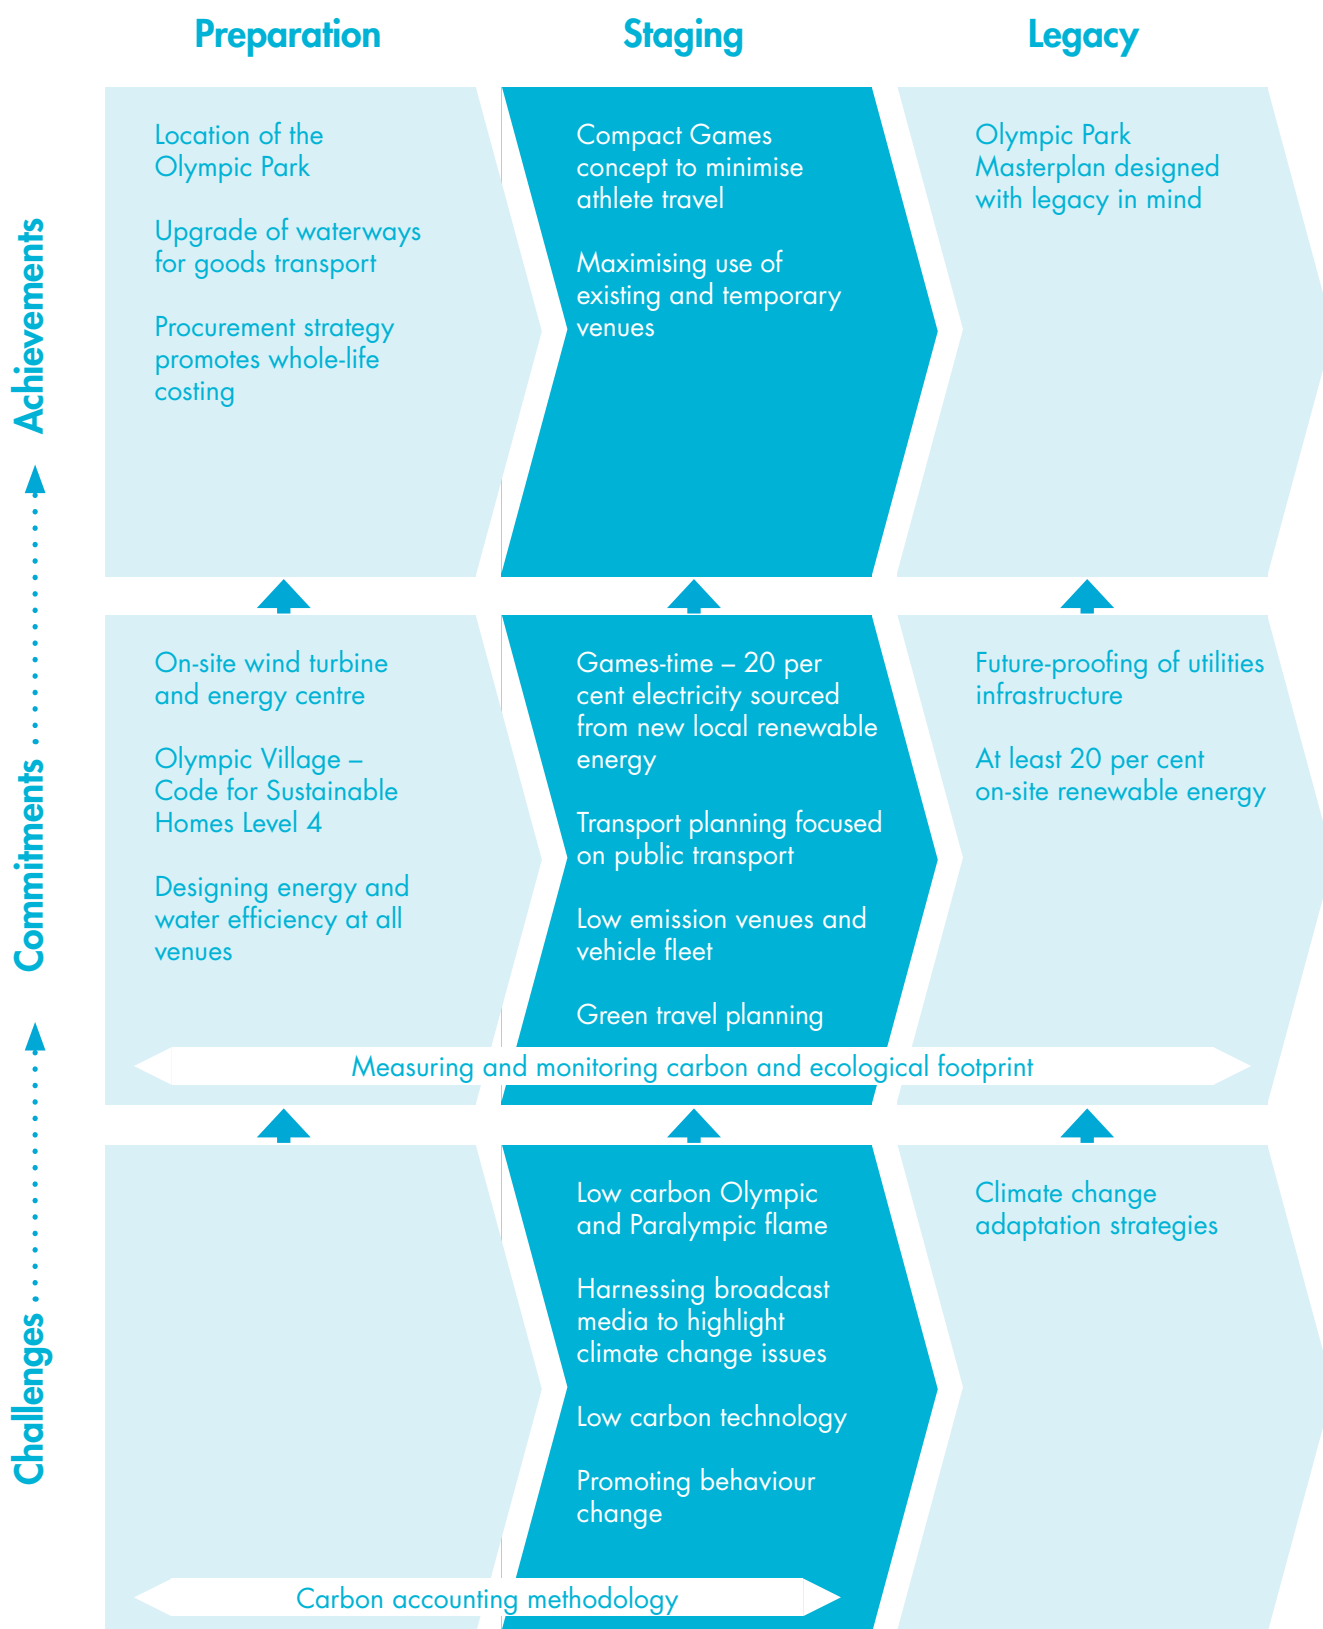 Preparation
Staging
Legacy
Achievements
Location of the
Olympic Park
Upgrade of waterways
for goods transport
Procurement strategy
promotes whole-life
costing
Compact Games
concept to minimise
athlete travel
Maximising use of
existing and temporary
venues
Olympic Park
Masterplan designed
with legacy in mind
Commitments
On-site wind turbine
and energy centre
Olympic Village –
Code for Sustainable
Homes Level 4
Designing energy and
water efficiency at all
venues
Games-time – 20 per
cent electricity sourced
from new local renewable
energy
Transport planning focused
on public transport
Low emission venues and
vehicle fleet
Green travel planning
Future-proofing of utilities
infrastructure
At least 20 per cent
on-site renewable energy
Measuring and monitoring carbon and ecological footprint
Challenges
Low carbon Olympic
and Paralympic flame
Harnessing broadcast
media to highlight
climate change issues
Low carbon technology
Promoting behaviour
change
Climate change
adaptation strategies
Carbon accounting methodology